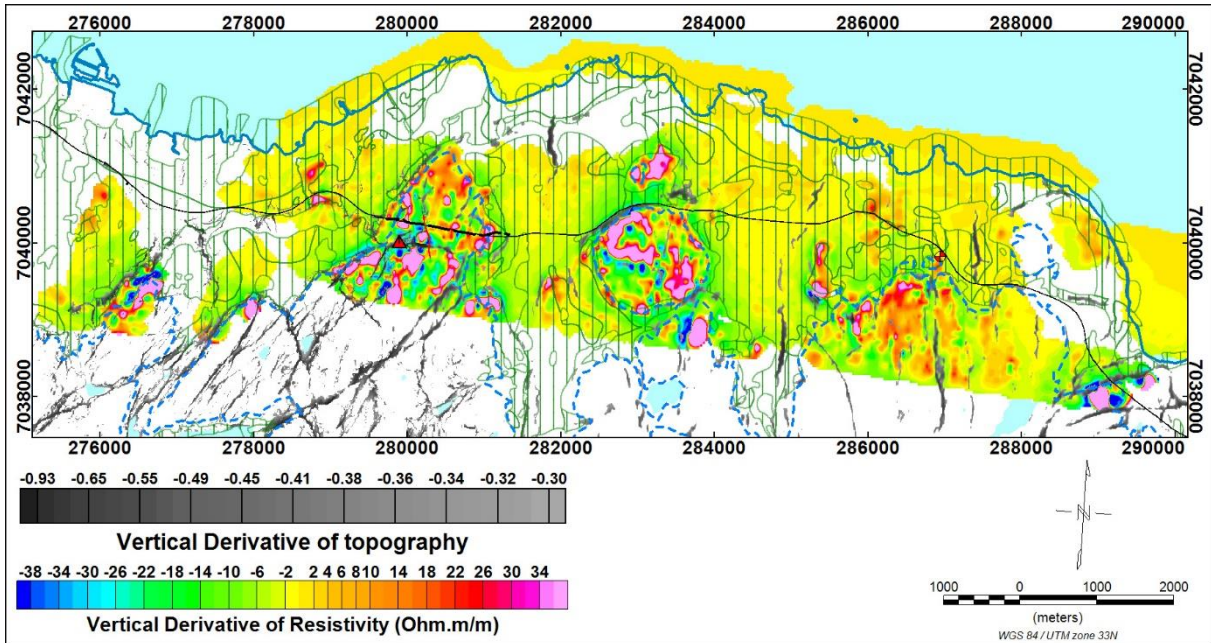 276000 278000 280000 282000 284000 286000 288000 290000
7042000 7042000
7040000 7040000
7038000 7038000
276000 278000 280000 282000 284000 286000 288000 290000
-0.93 -0.65 -0.55 -0.49 -0.45 -0.41 -0.38 -0.36 -0.34 -0.32 -0.30
Vertical Derivative of topography
N
-38 -34 -30 -26 -22 -18 -14 -10 -6 -2 2 4 6 8 10 14 18 22 26 30 34
Vertical Derivative of Resistivity (Ohm.m/m)
1000 0 1000 2000
(meters)
WGS 84 / UTM zone 33N